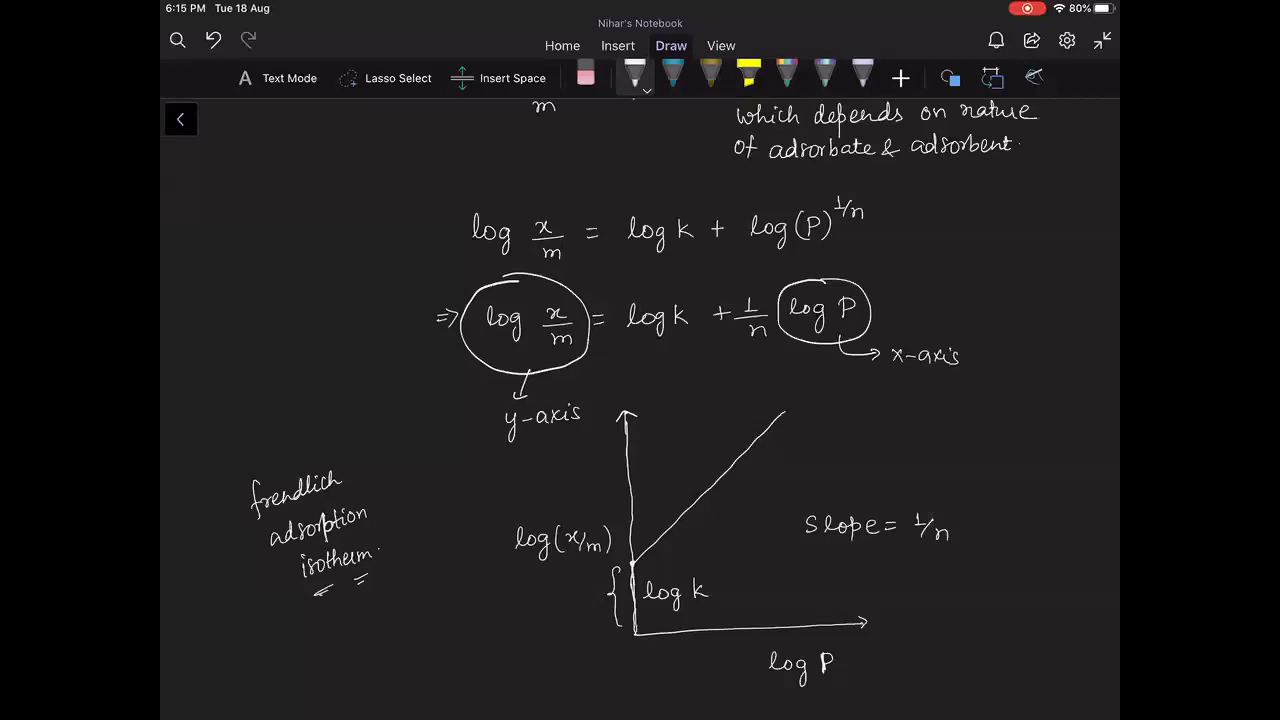 6:15 PM Tue 18 Aug
80%
Nihar's Notebook
Home Insert Draw View
Text Mode Lasso Select Insert Space
m
which depends on nature
of adsorbate & adsorbent.
log x/m = log k + log(P)^1/n
⇒ log x/m = log k + 1/n log P
x-axis
y-axis
frendlich
adsorption
isotherm.
slope = 1/n
log(x/m)
log k
log P